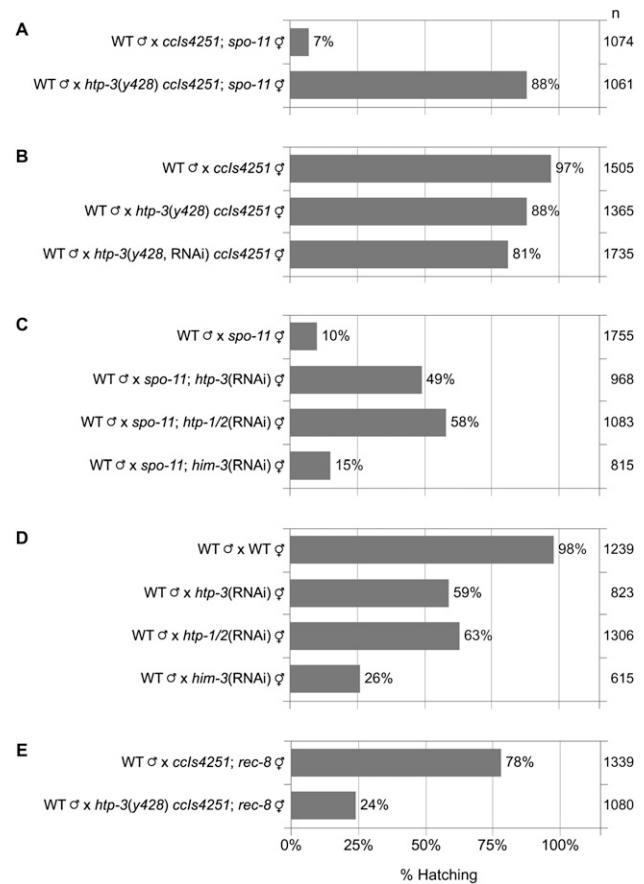 n
A
WT ♂ x ccIs4251; spo-11 ⚥ 7% 1074
WT ♂ x htp-3(y428) ccIs4251; spo-11 ⚥ 88% 1061
B
WT ♂ x ccIs4251 ⚥ 97% 1505
WT ♂ x htp-3(y428) ccIs4251 ⚥ 88% 1365
WT ♂ x htp-3(y428, RNAi) ccIs4251 ⚥ 81% 1735
C
WT ♂ x spo-11 ⚥ 10% 1755
WT ♂ x spo-11; htp-3(RNAi) ⚥ 49% 968
WT ♂ x spo-11; htp-1/2(RNAi) ⚥ 58% 1083
WT ♂ x spo-11; him-3(RNAi) ⚥ 15% 815
D
WT ♂ x WT ⚥ 98% 1239
WT ♂ x htp-3(RNAi) ⚥ 59% 823
WT ♂ x htp-1/2(RNAi) ⚥ 63% 1306
WT ♂ x him-3(RNAi) ⚥ 26% 615
E
WT ♂ x ccIs4251; rec-8 ⚥ 78% 1339
WT ♂ x htp-3(y428) ccIs4251; rec-8 ⚥ 24% 1080
0% 25% 50% 75% 100%
% Hatching